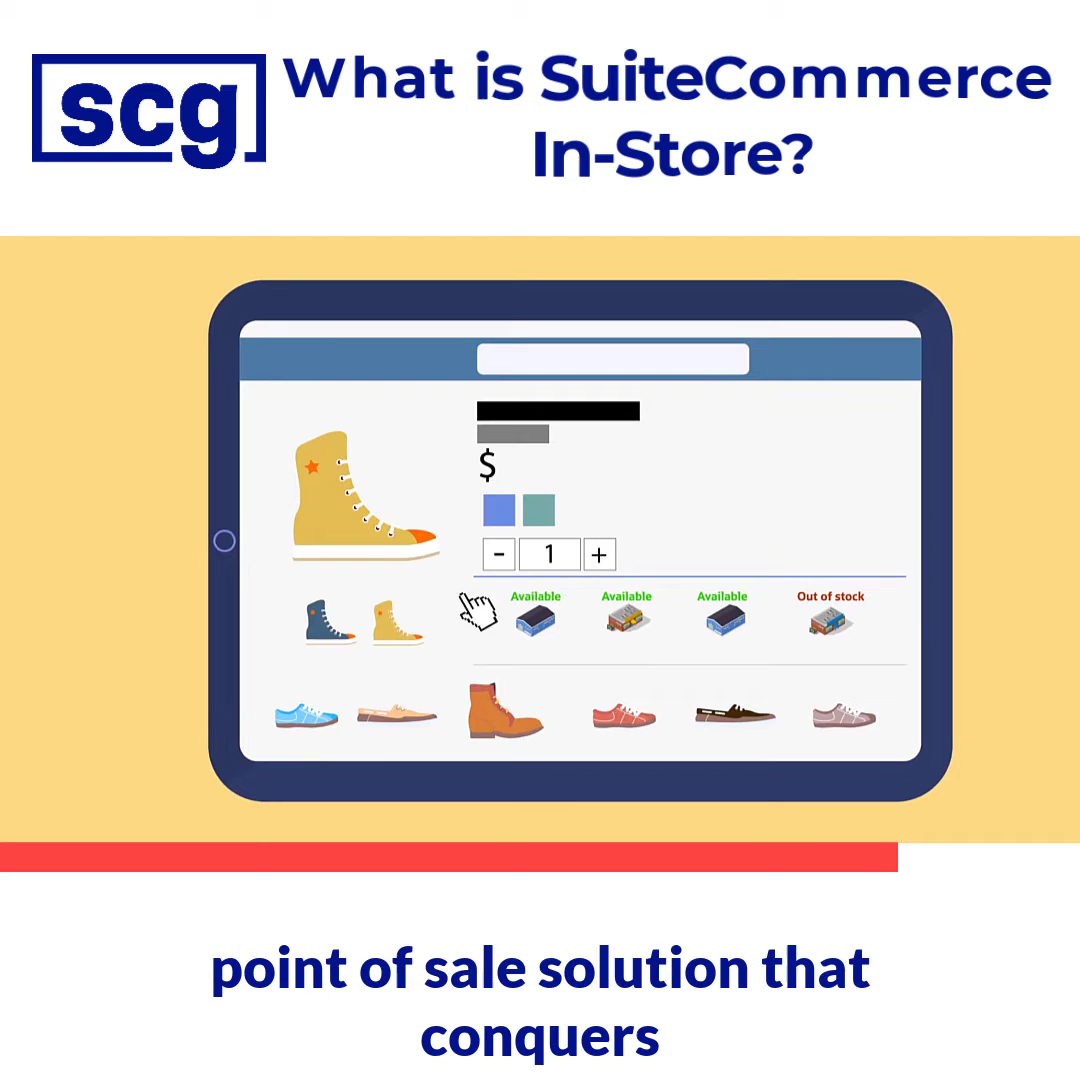 scg
What is SuiteCommerce
In-Store?
$
- 1 +
Available Available Available Out of stock
point of sale solution that
conquers